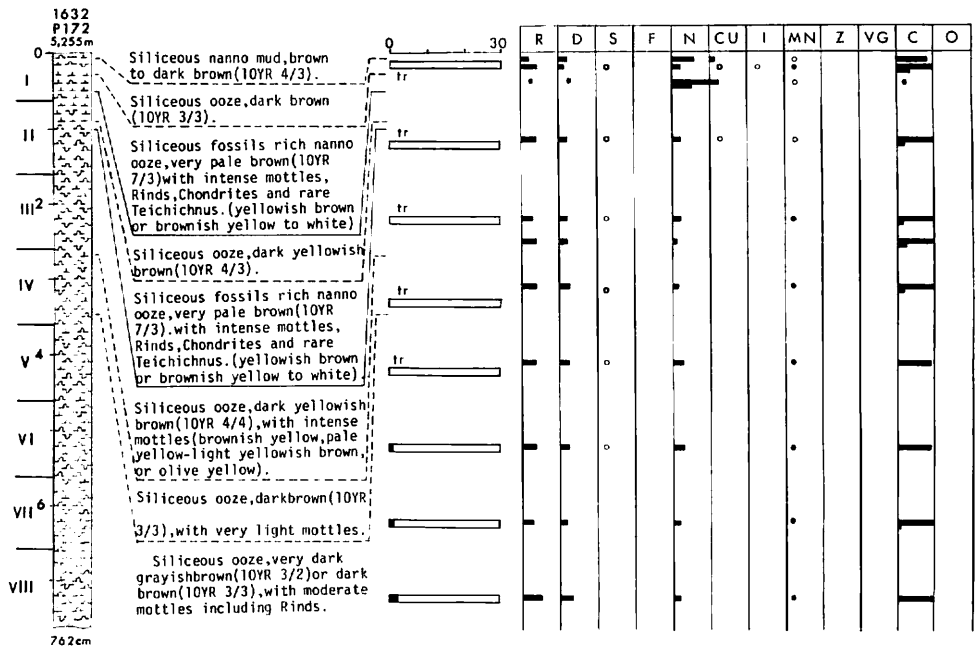 1632
P172
5,255m
0
I
II
III2
IV
V4
VI
VII6
VIII
762cm
Siliceous nanno mud,brown
to dark brown(10YR 4/3).
Siliceous ooze,dark brown
(10YR 3/3).
Siliceous fossils rich nanno
ooze,very pale brown(10YR
7/3)with intense mottles,
Rinds,Chondrites and rare
Teichichnus.(yellowish brown
or brownish yellow to white)
Siliceous ooze,dark yellowish
brown(10YR 4/3).
Siliceous fossils rich nanno
ooze,very pale brown(10YR
7/3).with intense mottles,
Rinds,Chondrites and rare
Teichichnus.(yellowish brown
or brownish yellow to white).
Siliceous ooze,dark yellowish
brown(10YR 4/4),with intense
mottles(brownish yellow,pale
yellow-light yellowish brown,
or olive yellow).
Siliceous ooze,darkbrown(10YR
3/3),with very light mottles.
Siliceous ooze,very dark
grayishbrown(10YR 3/2)or dark
brown(10YR 3/3),with moderate
mottles including Rinds.
0 30
tr
tr
tr
tr
R D S F N CU I MN Z VG C O